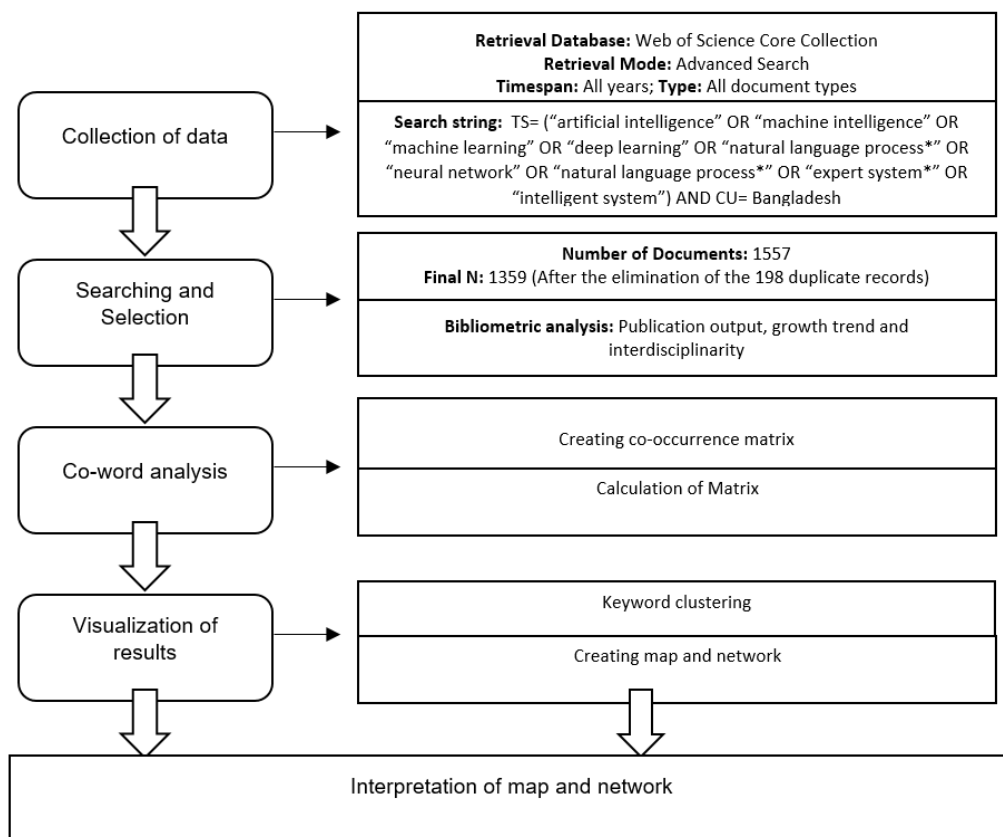 Collection of data
Retrieval Database: Web of Science Core Collection
Retrieval Mode: Advanced Search
Timespan: All years; Type: All document types
Search string: TS= (“artificial intelligence” OR “machine intelligence” OR
“machine learning” OR “deep learning” OR “natural language process*” OR
“neural network” OR “natural language process*” OR “expert system*” OR
“intelligent system”) AND CU= Bangladesh
Searching and
Selection
Number of Documents: 1557
Final N: 1359 (After the elimination of the 198 duplicate records)
Bibliometric analysis: Publication output, growth trend and
interdisciplinarity
Co-word analysis
Creating co-occurrence matrix
Calculation of Matrix
Visualization of
results
Keyword clustering
Creating map and network
Interpretation of map and network